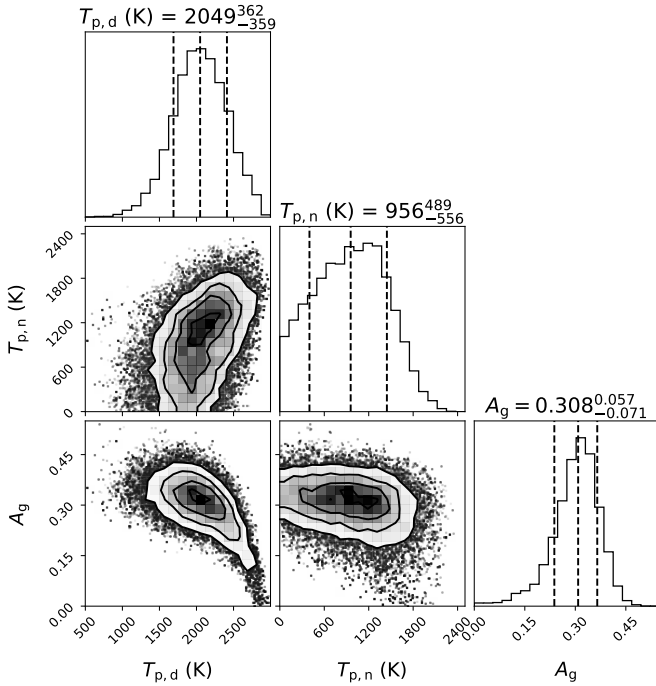 T_p,d (K) = 2049^362_−359
T_p,n (K) = 956^489_−556
A_g = 0.308^0.057_−0.071
T_p,n (K)
2400
1800
1200
600
0
A_g
0.45
0.30
0.15
0.00
500 1000 1500 2000 2500
0 600 1200 1800 2400
0.00 0.15 0.30 0.45
T_p,d (K)
T_p,n (K)
A_g